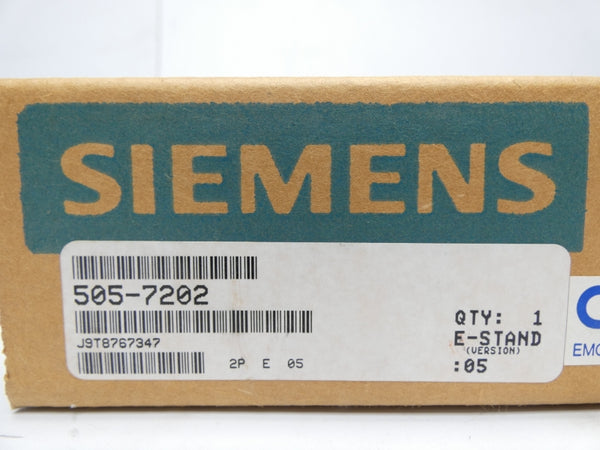 SIEMENS
505-7202
J9T8767347
2P E 05
QTY: 1
E-STAND
(VERSION)
:05
EMC